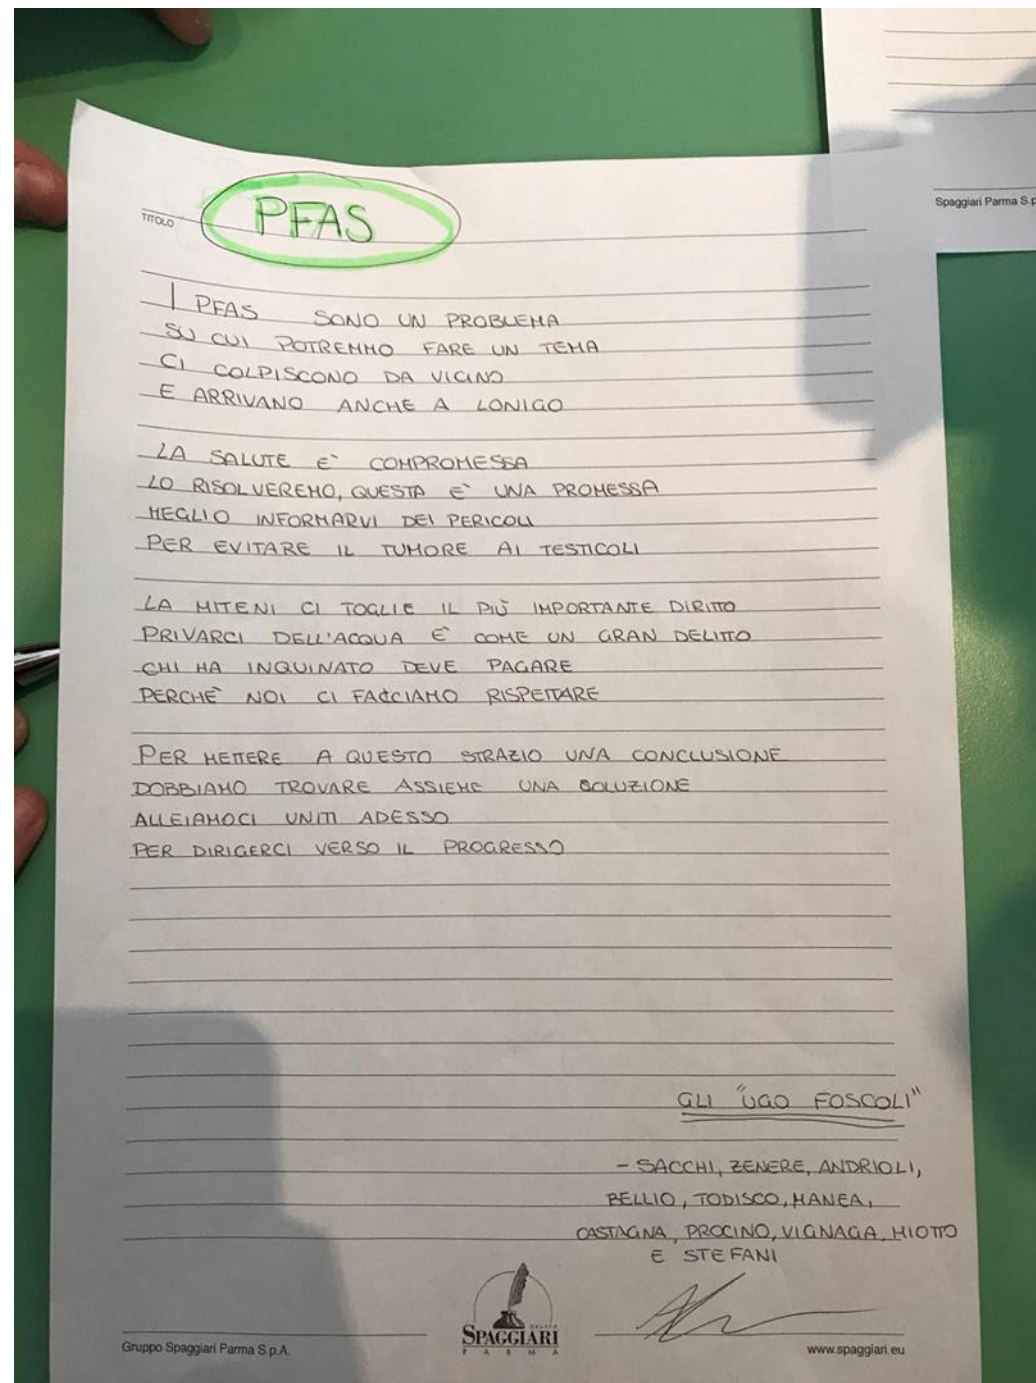 Spaggiari Parma S.p
TITOLO
PFAS
I PFAS SONO UN PROBLEMA
SU CUI POTREMMO FARE UN TEMA
CI COLPISCONO DA VICINO
E ARRIVANO ANCHE A LONIGO
LA SALUTE E' COMPROMESSA
LO RISOLVEREMO, QUESTA E' UNA PROMESSA
MEGLIO INFORMARVI DEI PERICOLI
PER EVITARE IL TUMORE AI TESTICOLI
LA MITENI CI TOGLIE IL PIÙ IMPORTANTE DIRITTO
PRIVARCI DELL'ACQUA E' COME UN GRAN DELITTO
CHI HA INQUINATO DEVE PAGARE
PERCHÈ NOI CI FACCIAMO RISPETTARE
PER METTERE A QUESTO STRAZIO UNA CONCLUSIONE
DOBBIAMO TROVARE ASSIEME UNA SOLUZIONE
ALLEIAMOCI UNITI ADESSO
PER DIRIGERCI VERSO IL PROGRESSO
GLI "UGO FOSCOLI"
- SACCHI, ZENERE, ANDRIOLI,
BELLIO, TODISCO, MANEA,
CASTAGNA, PROCINO, VIGNAGA, MIOTTO
E STEFANI
Gruppo Spaggiari Parma S.p.A.
GRUPPO
SPAGGIARI
PARMA
www.spaggiari.eu